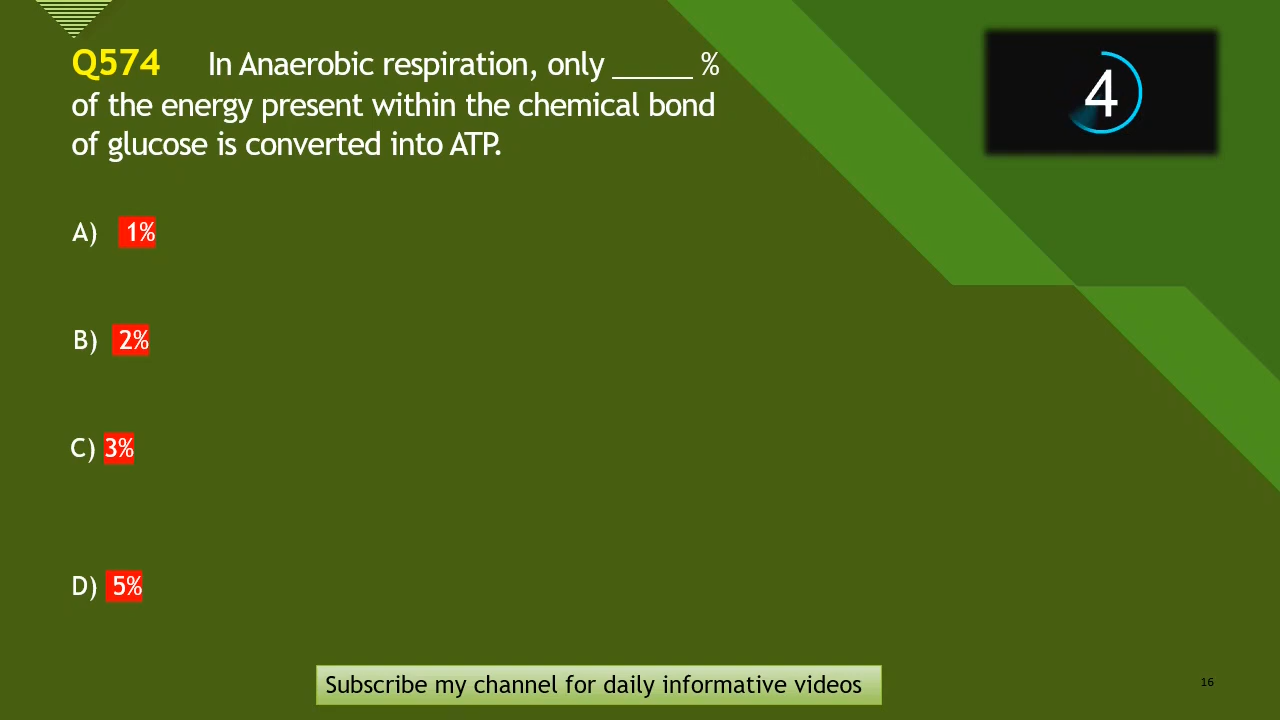 Q574 In Anaerobic respiration, only _____ %
of the energy present within the chemical bond
of glucose is converted into ATP.
4
A) 1%
B) 2%
C) 3%
D) 5%
Subscribe my channel for daily informative videos
16